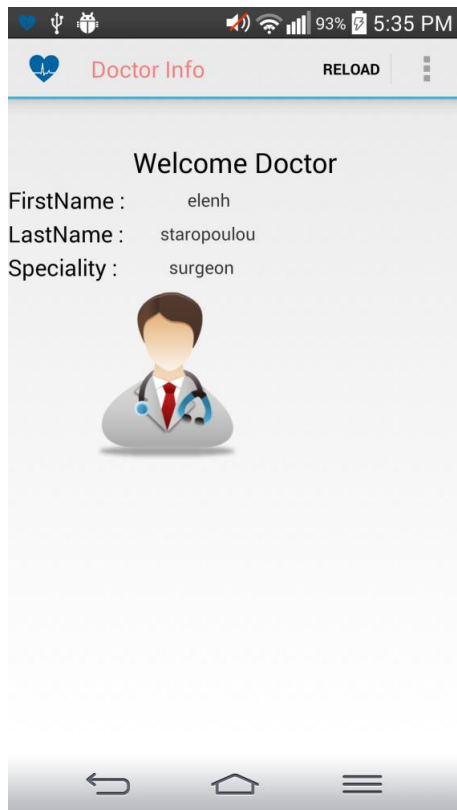 93% 5:35 PM
Doctor Info RELOAD
Welcome Doctor
FirstName : elenh
LastName : staropoulou
Speciality : surgeon